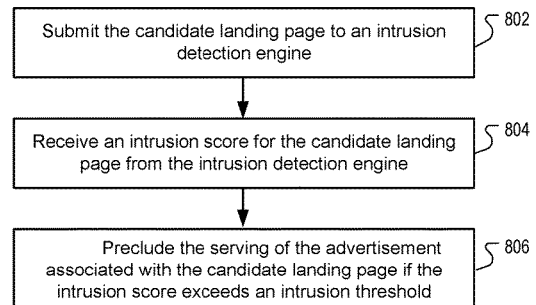 Submit the candidate landing page to an intrusion
detection engine
802
Receive an intrusion score for the candidate landing
page from the intrusion detection engine
804
Preclude the serving of the advertisement
associated with the candidate landing page if the
intrusion score exceeds an intrusion threshold
806